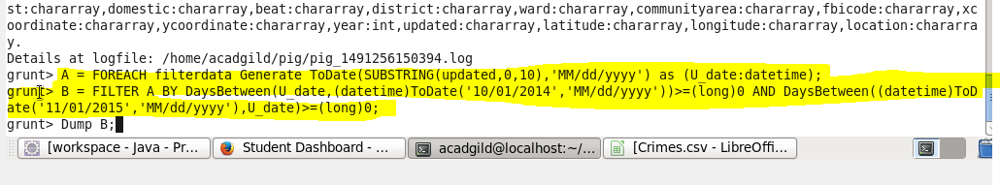 st:chararray,domestic:chararray,beat:chararray,district:chararray,ward:chararray,communityarea:chararray,fbicode:chararray,xc
oordinate:chararray,ycoordinate:chararray,year:int,updated:chararray,latitude:chararray,longitude:chararray,location:chararra
y.
Details at logfile: /home/acadgild/pig/pig_1491256150394.log
grunt> A = FOREACH filterdata Generate ToDate(SUBSTRING(updated,0,10),'MM/dd/yyyy') as (U_date:datetime);
grunt> B = FILTER A BY DaysBetween(U_date,(datetime)ToDate('10/01/2014','MM/dd/yyyy'))>=(long)0 AND DaysBetween((datetime)ToD
ate('11/01/2015','MM/dd/yyyy'),U_date)>=(long)0;
grunt> Dump B;
[workspace - Java - Pr... Student Dashboard - ... acadgild@localhost:~/... [Crimes.csv - LibreOffi...